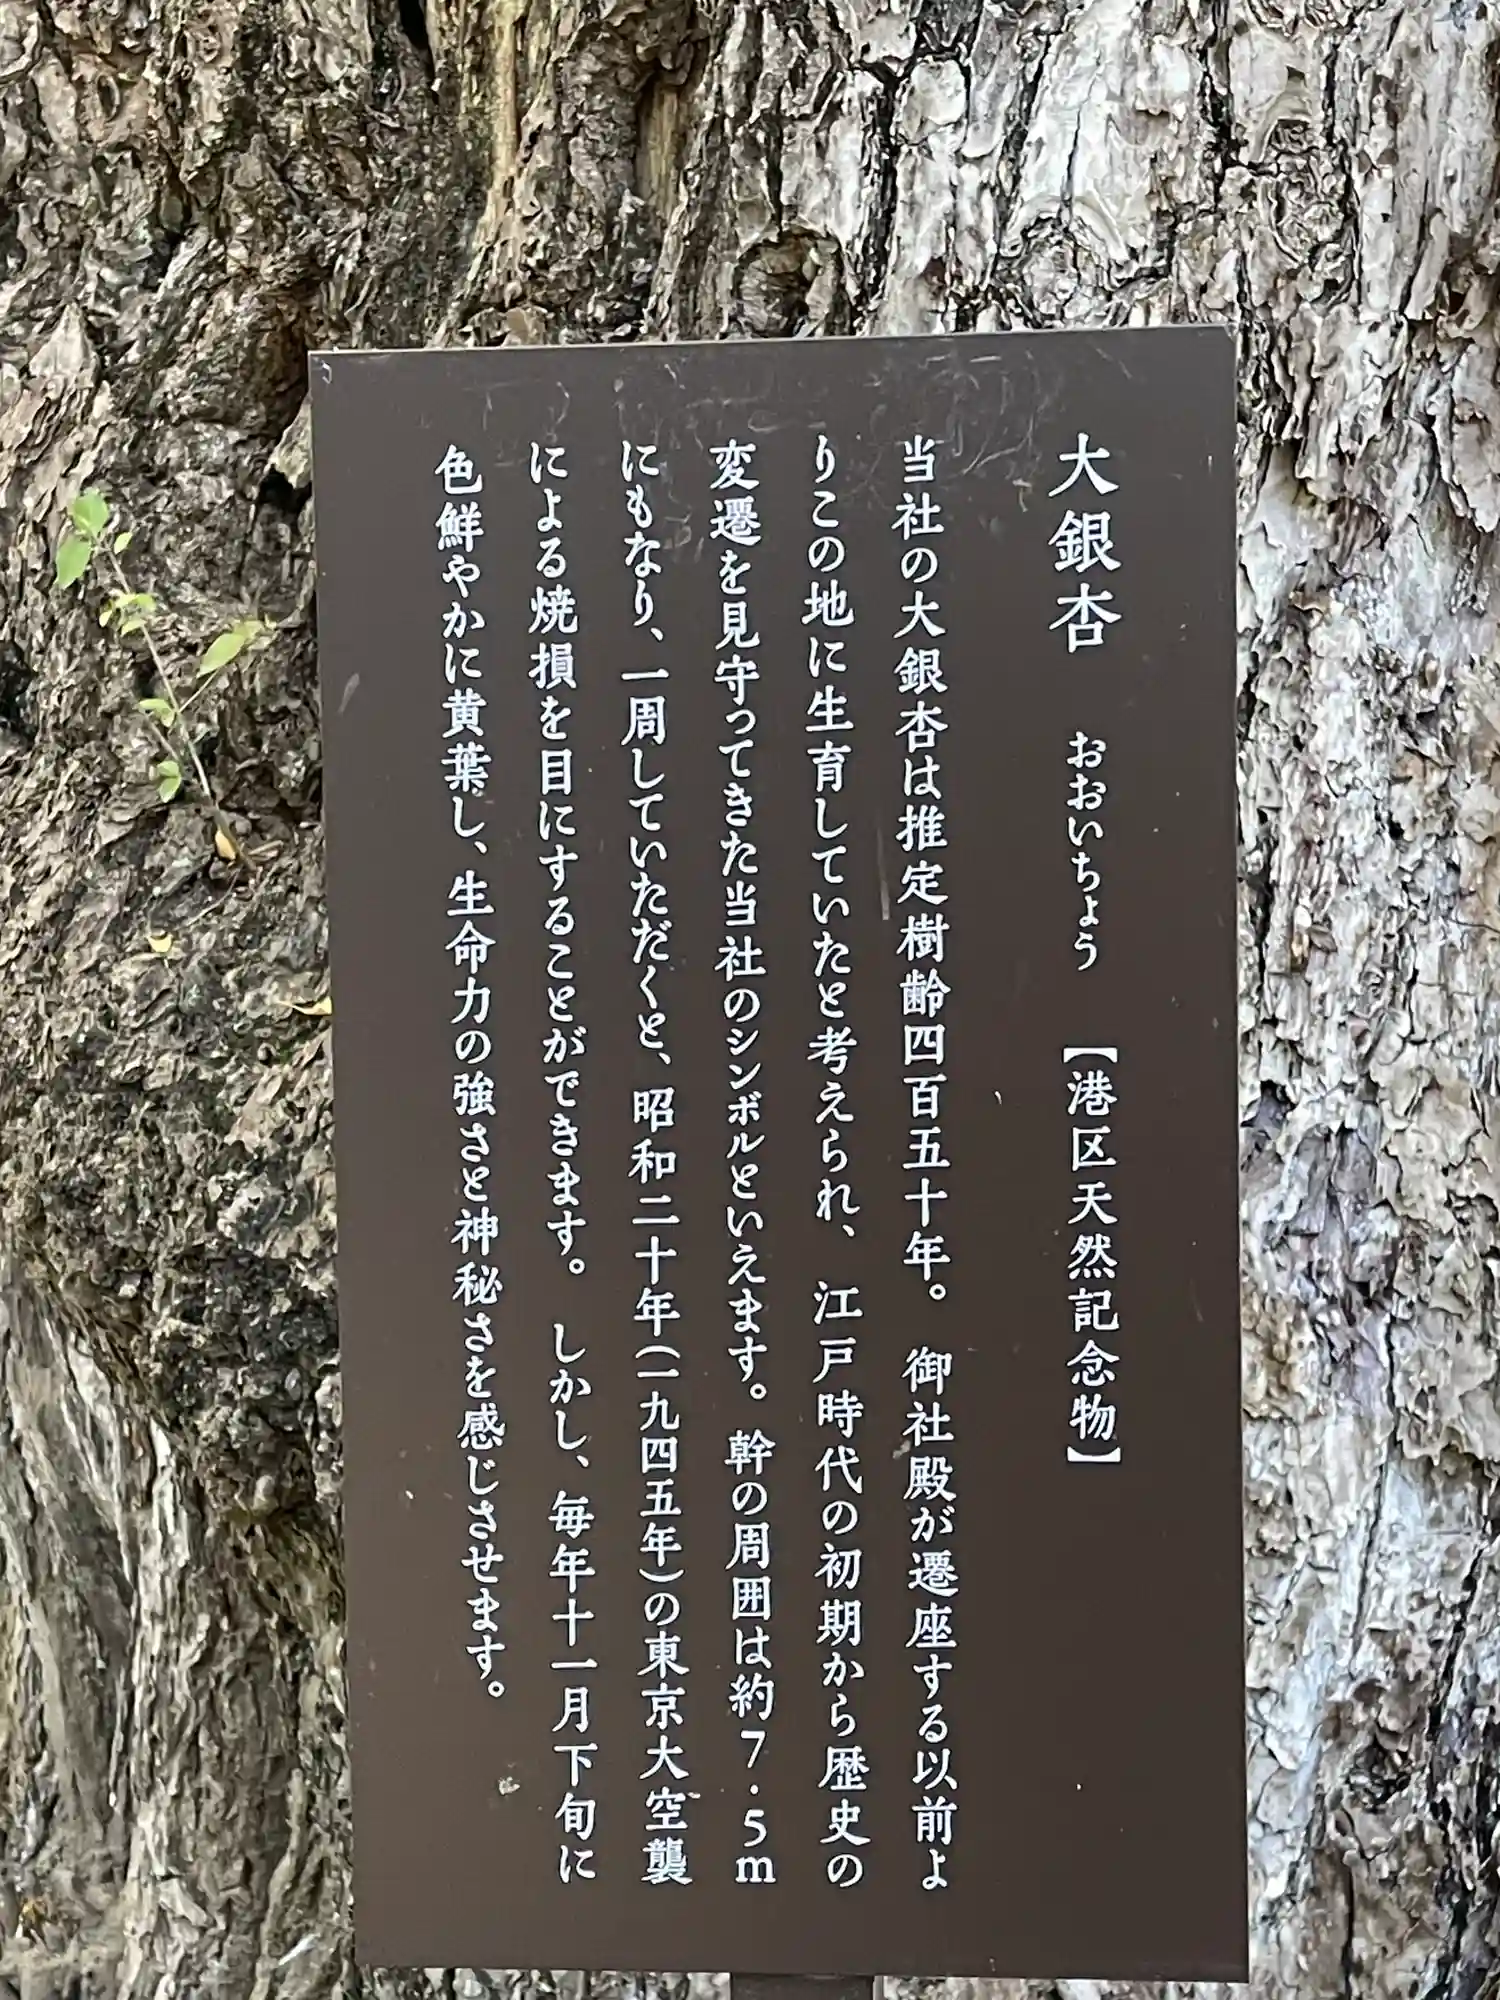 大銀杏 おおいちょう 【港区天然記念物】
当社の大銀杏は推定樹齢四百五十年。 御社殿が遷座する以前よ
りこの地に生育していたと考えられ、 江戸時代の初期から歴史の
変遷を見守ってきた当社のシンボルといえます。幹の周囲は約7.5m
にもなり、一周していただくと、昭和二十年(一九四五年)の東京大空襲
による焼損を目にすることができます。 しかし、毎年十一月下旬に
色鮮やかに黄葉し、生命力の強さと神秘さを感じさせます。